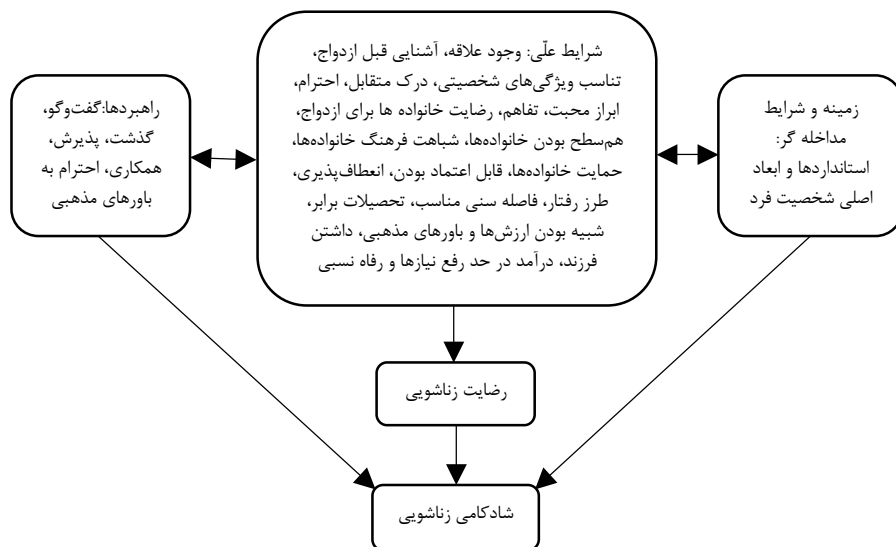 شرایط علّی: وجود علاقه، آشنایی قبل ازدواج،
تناسب ویژگی‌های شخصیتی، درک متقابل، احترام،
ابراز محبت، تفاهم، رضایت خانواده ها برای ازدواج،
هم‌سطح بودن خانواده‌ها، شباهت فرهنگ خانواده‌ها،
حمایت خانواده‌ها، قابل اعتماد بودن، انعطاف‌پذیری،
طرز رفتار، فاصله سنی مناسب، تحصیلات برابر،
شبیه بودن ارزش‌ها و باورهای مذهبی، داشتن
فرزند، درآمد در حد رفع نیازها و رفاه نسبی
زمینه و شرایط
مداخله گر:
استانداردها و ابعاد
اصلی شخصیت فرد
راهبردها:گفت‌وگو،
گذشت، پذیرش،
همکاری، احترام به
باورهای مذهبی
رضایت زناشویی
شادکامی زناشویی